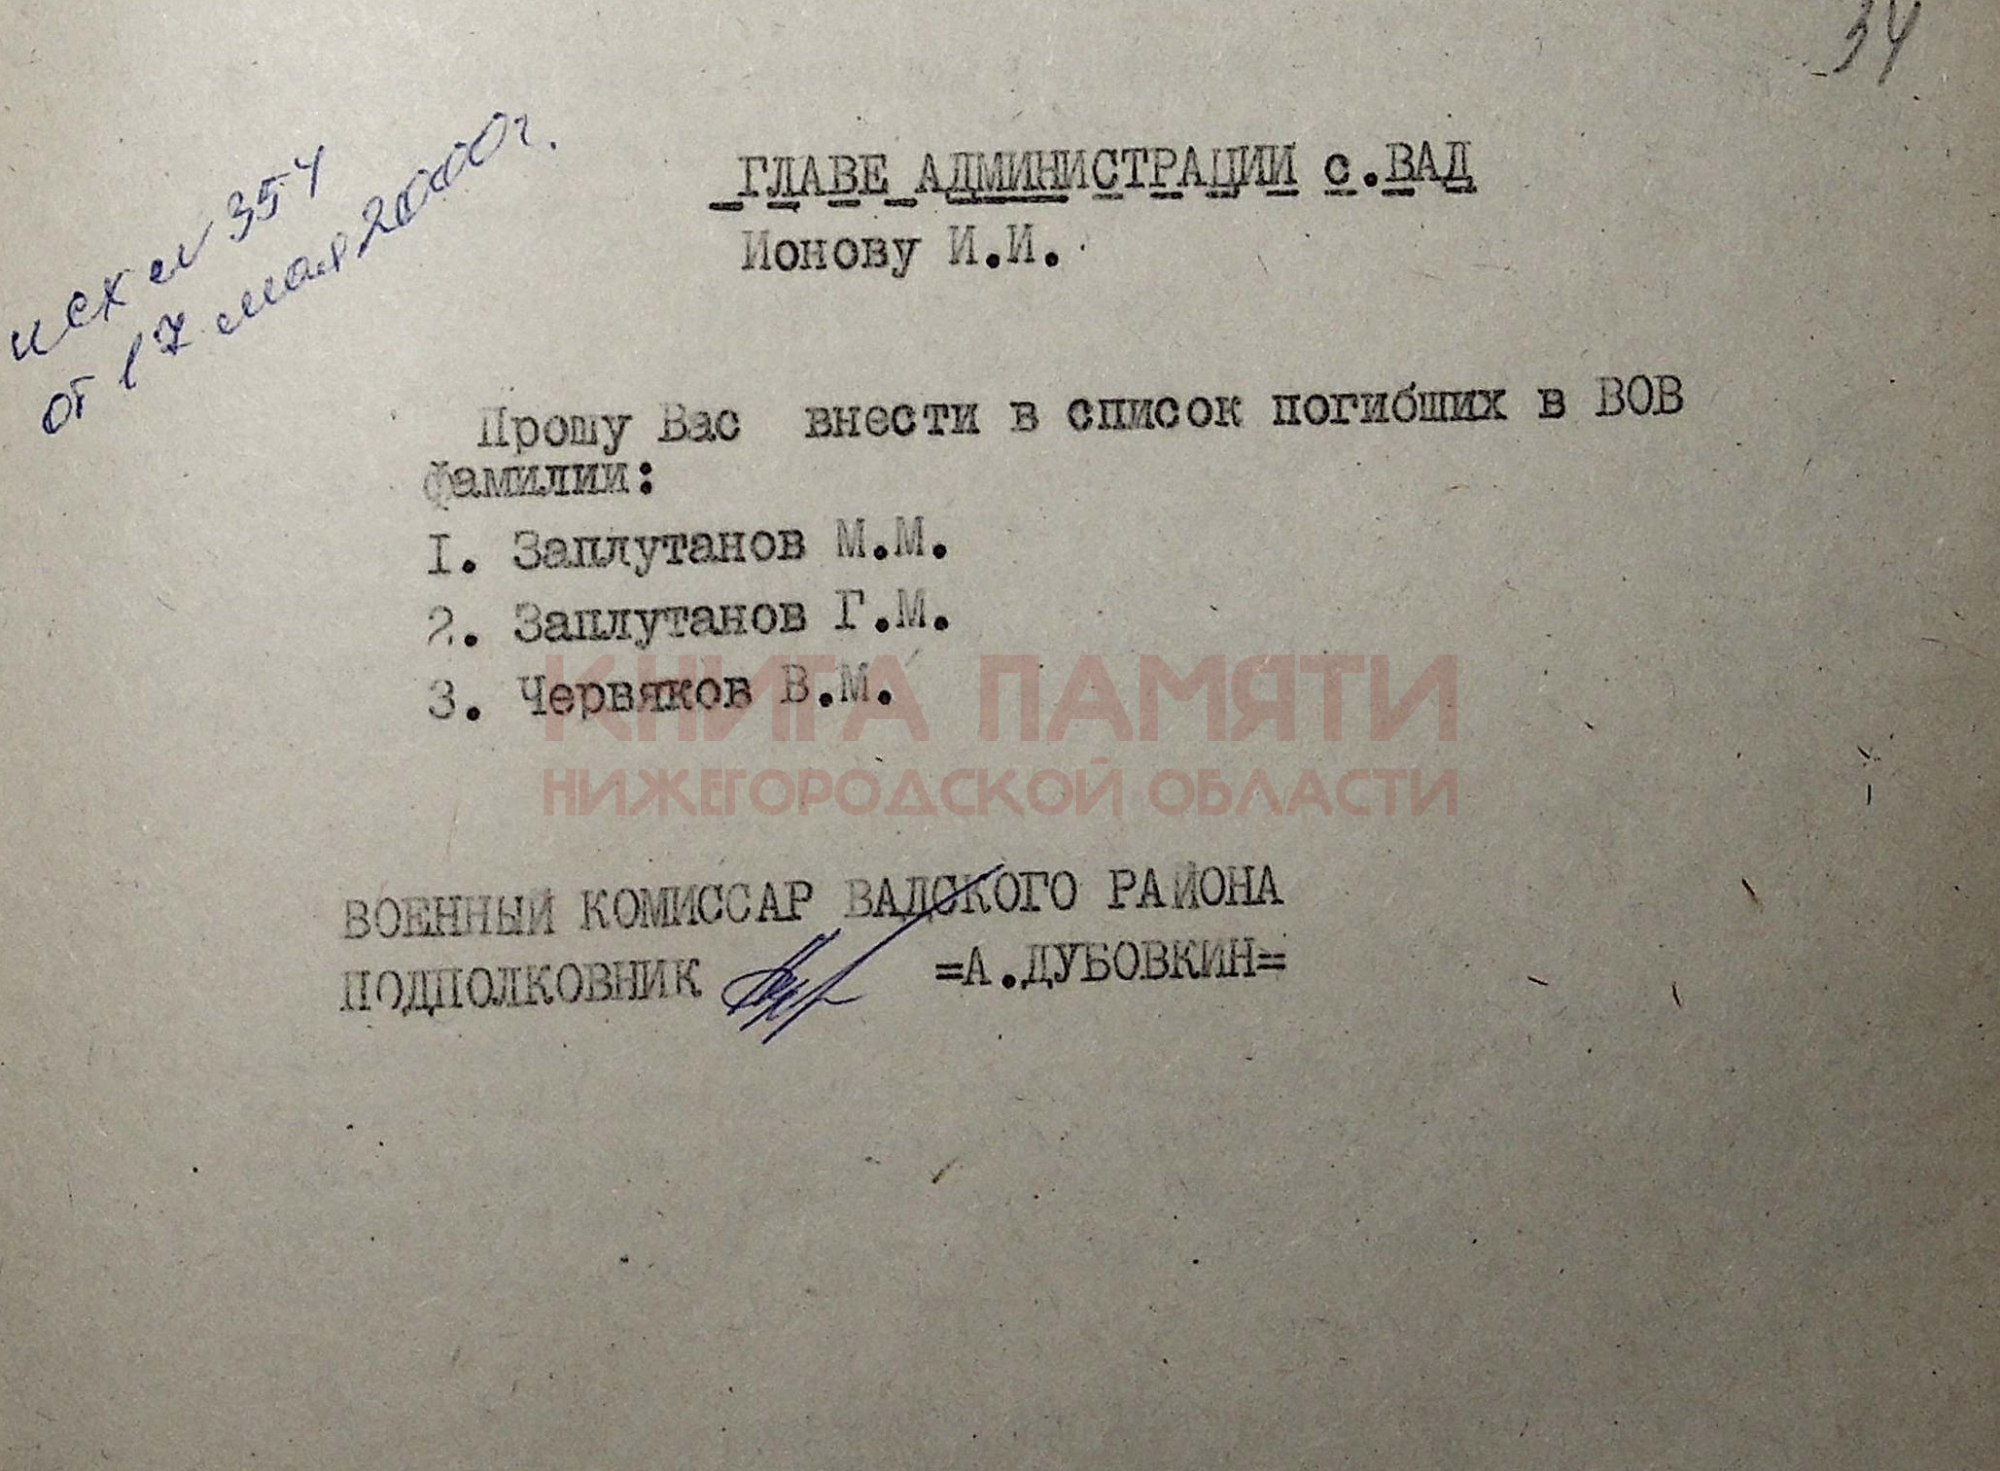 34
исх № 354
от 17 мая 2000г.
ГЛАВЕ АДМИНИСТРАЦИИ с.ВАД
Ионову И.И.
Прошу Вас внести в список погибших в ВОВ
фамилии:
I. Заплутанов М.М.
2. Заплутанов Г.М.
3. Червяков В.М.
КНИГА ПАМЯТИ
НИЖЕГОРОДСКОЙ ОБЛАСТИ
ВОЕННЫЙ КОМИССАР ВАДСКОГО РАЙОНА
ПОДПОЛКОВНИК =А.ДУБОВКИН=